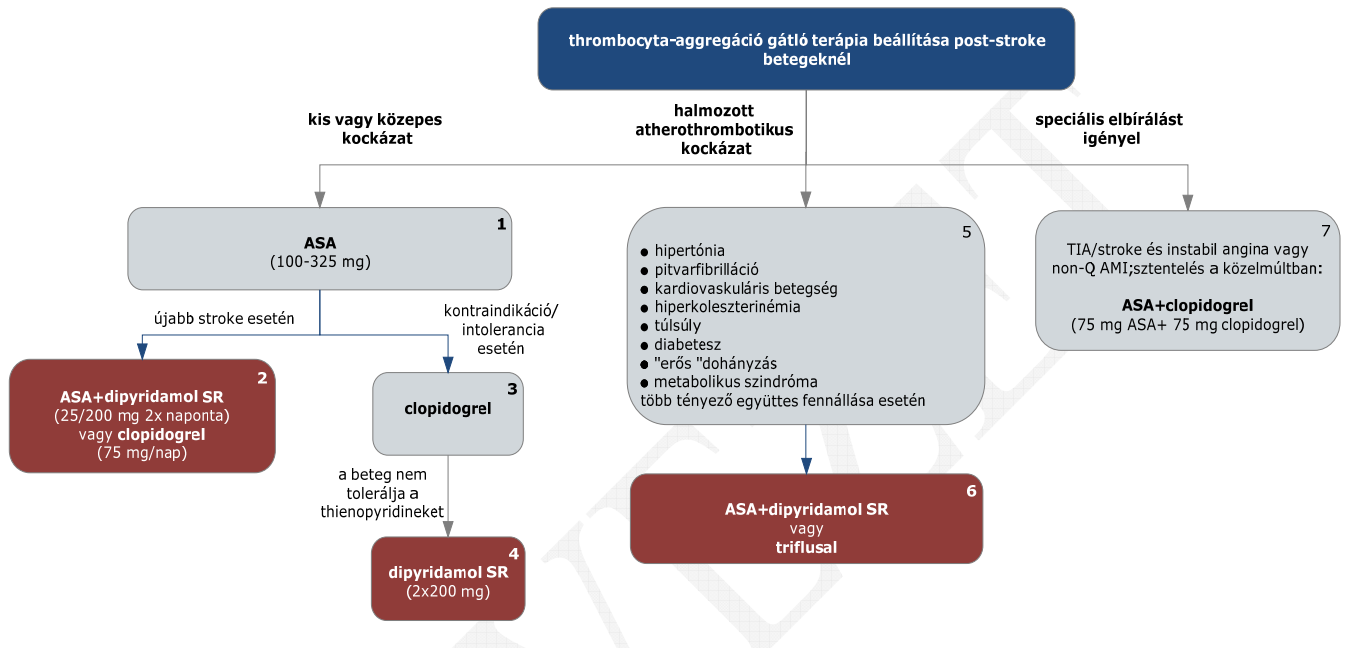 thrombocyta-aggregáció gátló terápia beállítása post-stroke
betegeknél
kis vagy közepes
kockázat
halmozott
atherothrombotikus
kockázat
speciális elbírálást
igényel
1
ASA
(100-325 mg)
újabb stroke esetén
kontraindikáció/
intolerancia
esetén
2
ASA+dipyridamol SR
(25/200 mg 2x naponta)
vagy clopidogrel
(75 mg/nap)
3
clopidogrel
a beteg nem
tolerálja a
thienopyridineket
4
dipyridamol SR
(2x200 mg)
5
● hipertónia
● pitvarfibrilláció
● kardiovaskuláris betegség
● hiperkoleszterinémia
● túlsúly
● diabetesz
● "erős "dohányzás
● metabolikus szindróma
több tényező együttes fennállása esetén
6
ASA+dipyridamol SR
vagy
triflusal
7
TIA/stroke és instabil angina vagy
non-Q AMI;sztentelés a közelmúltban:
ASA+clopidogrel
(75 mg ASA+ 75 mg clopidogrel)